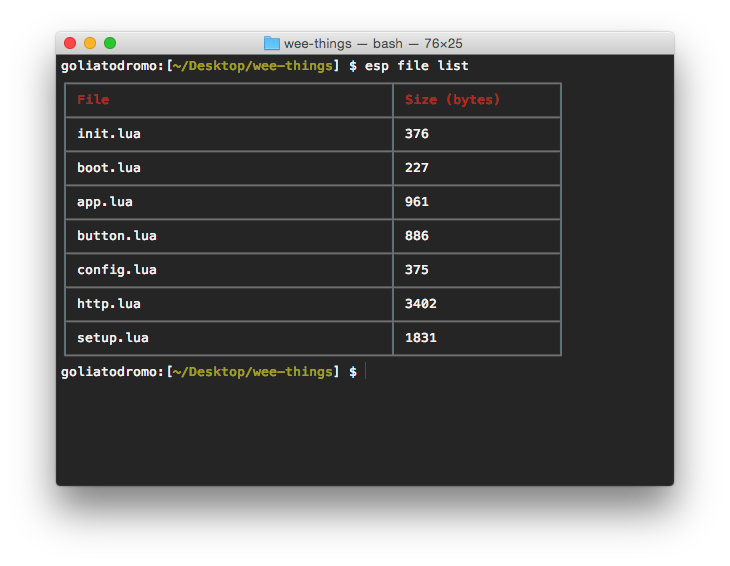 wee-things — bash — 76×25
goliatodromo:[~/Desktop/wee-things] $ esp file list
File Size (bytes)
init.lua 376
boot.lua 227
app.lua 961
button.lua 886
config.lua 375
http.lua 3402
setup.lua 1831
goliatodromo:[~/Desktop/wee-things] $